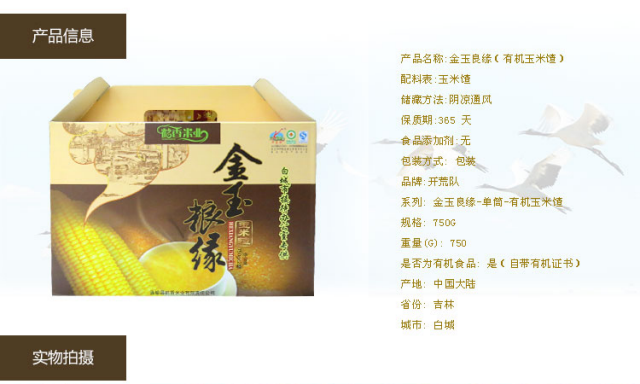 产品信息
产品名称:金玉良缘(有机玉米馇)
配料表:玉米馇
储藏方法:阴凉通风
保质期:365 天
食品添加剂:无
包装方式: 包装
品牌:开荒队
系列: 金玉良缘-单筒-有机玉米馇
规格: 750G
重量(G): 750
是否为有机食品: 是(自带有机证书)
产地: 中国大陆
省份: 吉林
城市: 白城
鹤香米业
金玉粮缘
实物拍摄